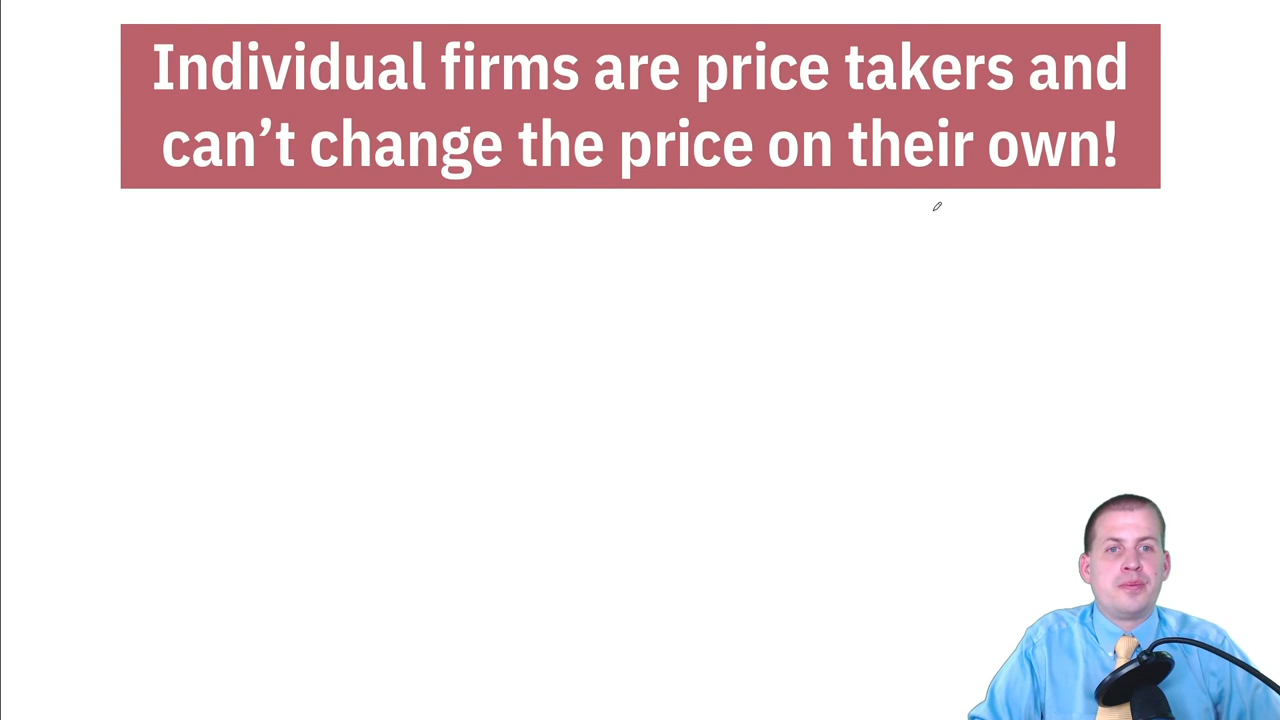 Individual firms are price takers and
can’t change the price on their own!